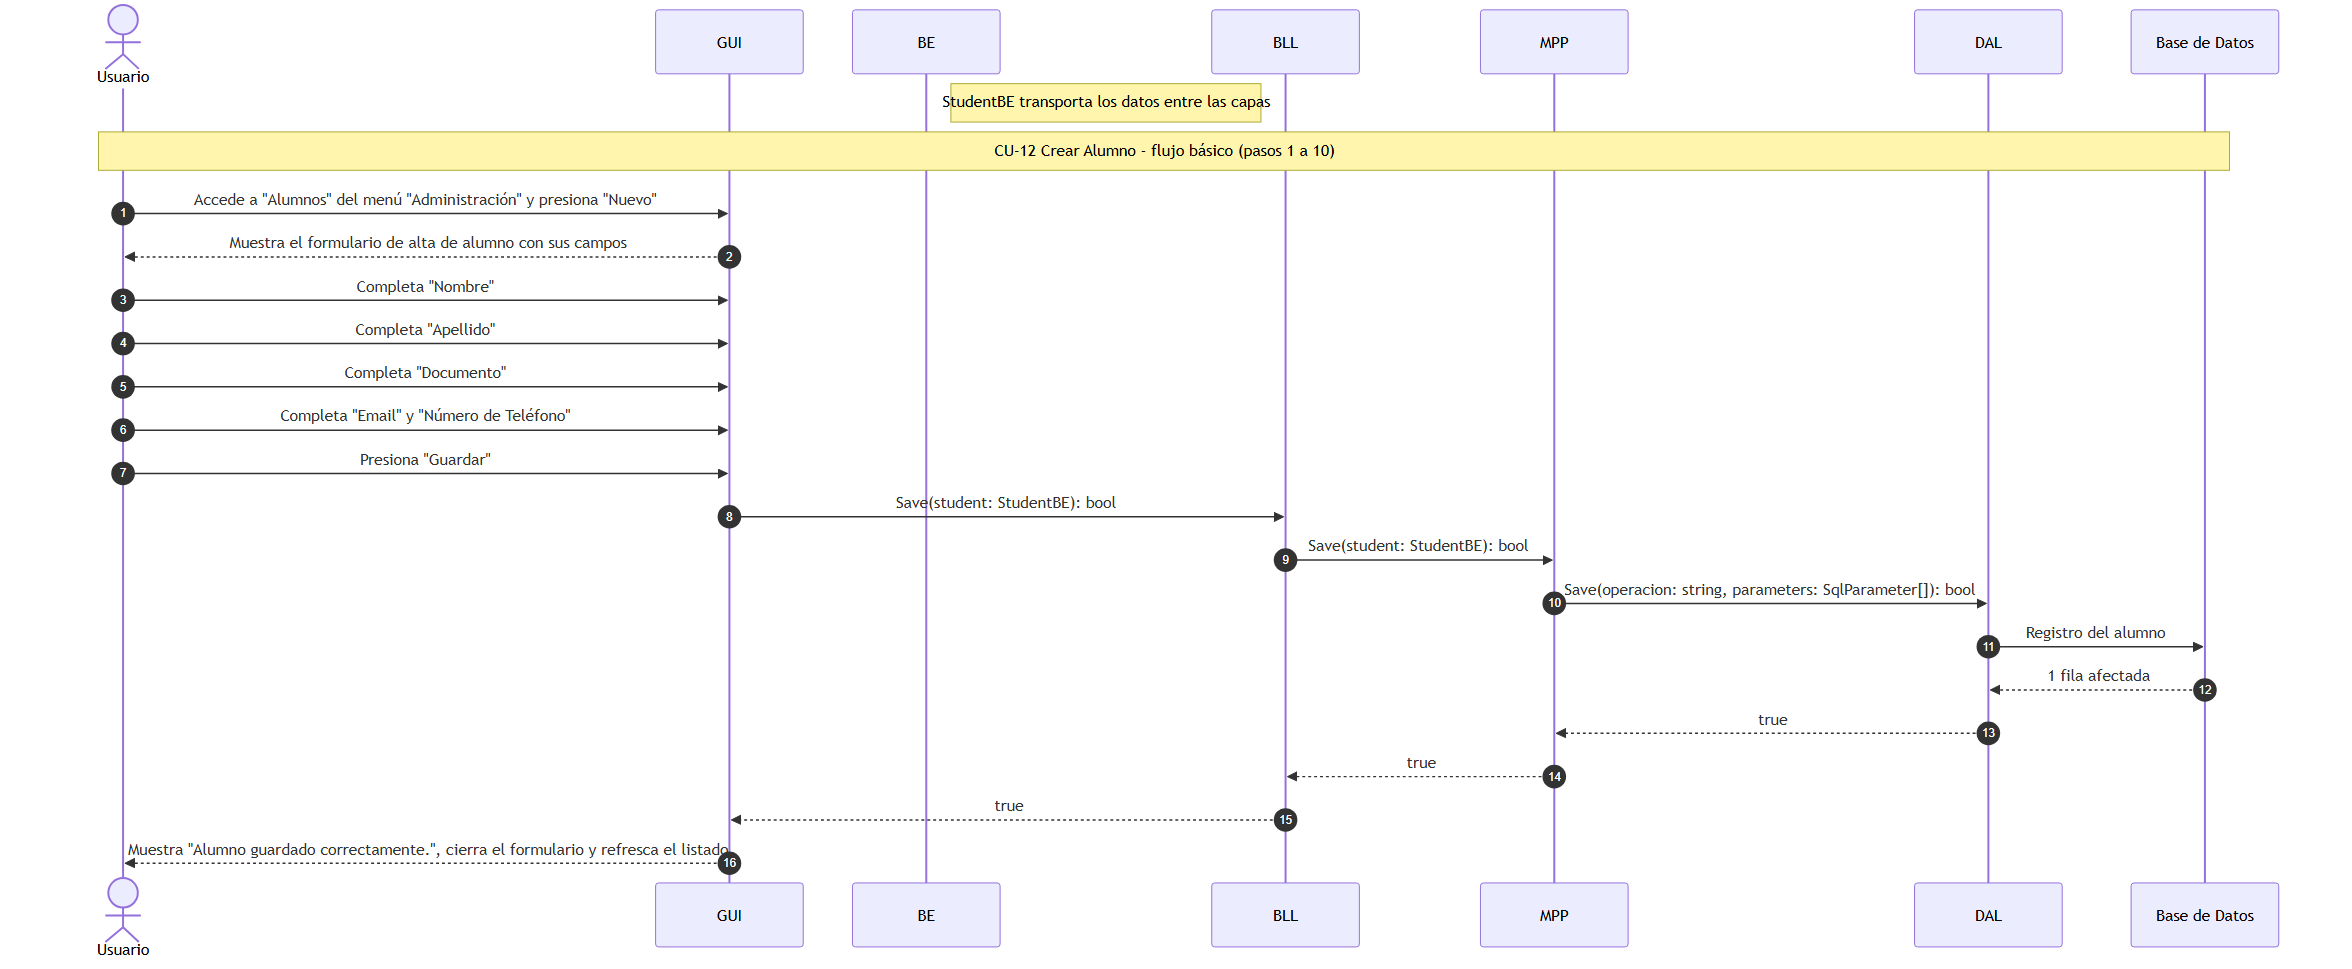 Usuario
GUI
BE
BLL
MPP
DAL
Base de Datos
StudentBE transporta los datos entre las capas
CU-12 Crear Alumno - flujo básico (pasos 1 a 10)
Accede a "Alumnos" del menú "Administración" y presiona "Nuevo"
1
Muestra el formulario de alta de alumno con sus campos
2
Completa "Nombre"
3
Completa "Apellido"
4
Completa "Documento"
5
Completa "Email" y "Número de Teléfono"
6
Presiona "Guardar"
7
Save(student: StudentBE): bool
8
Save(student: StudentBE): bool
9
Save(operacion: string, parameters: SqlParameter[]): bool
10
Registro del alumno
11
1 fila afectada
12
true
13
true
14
true
15
Muestra "Alumno guardado correctamente.", cierra el formulario y refresca el listado
16
Usuario
GUI
BE
BLL
MPP
DAL
Base de Datos